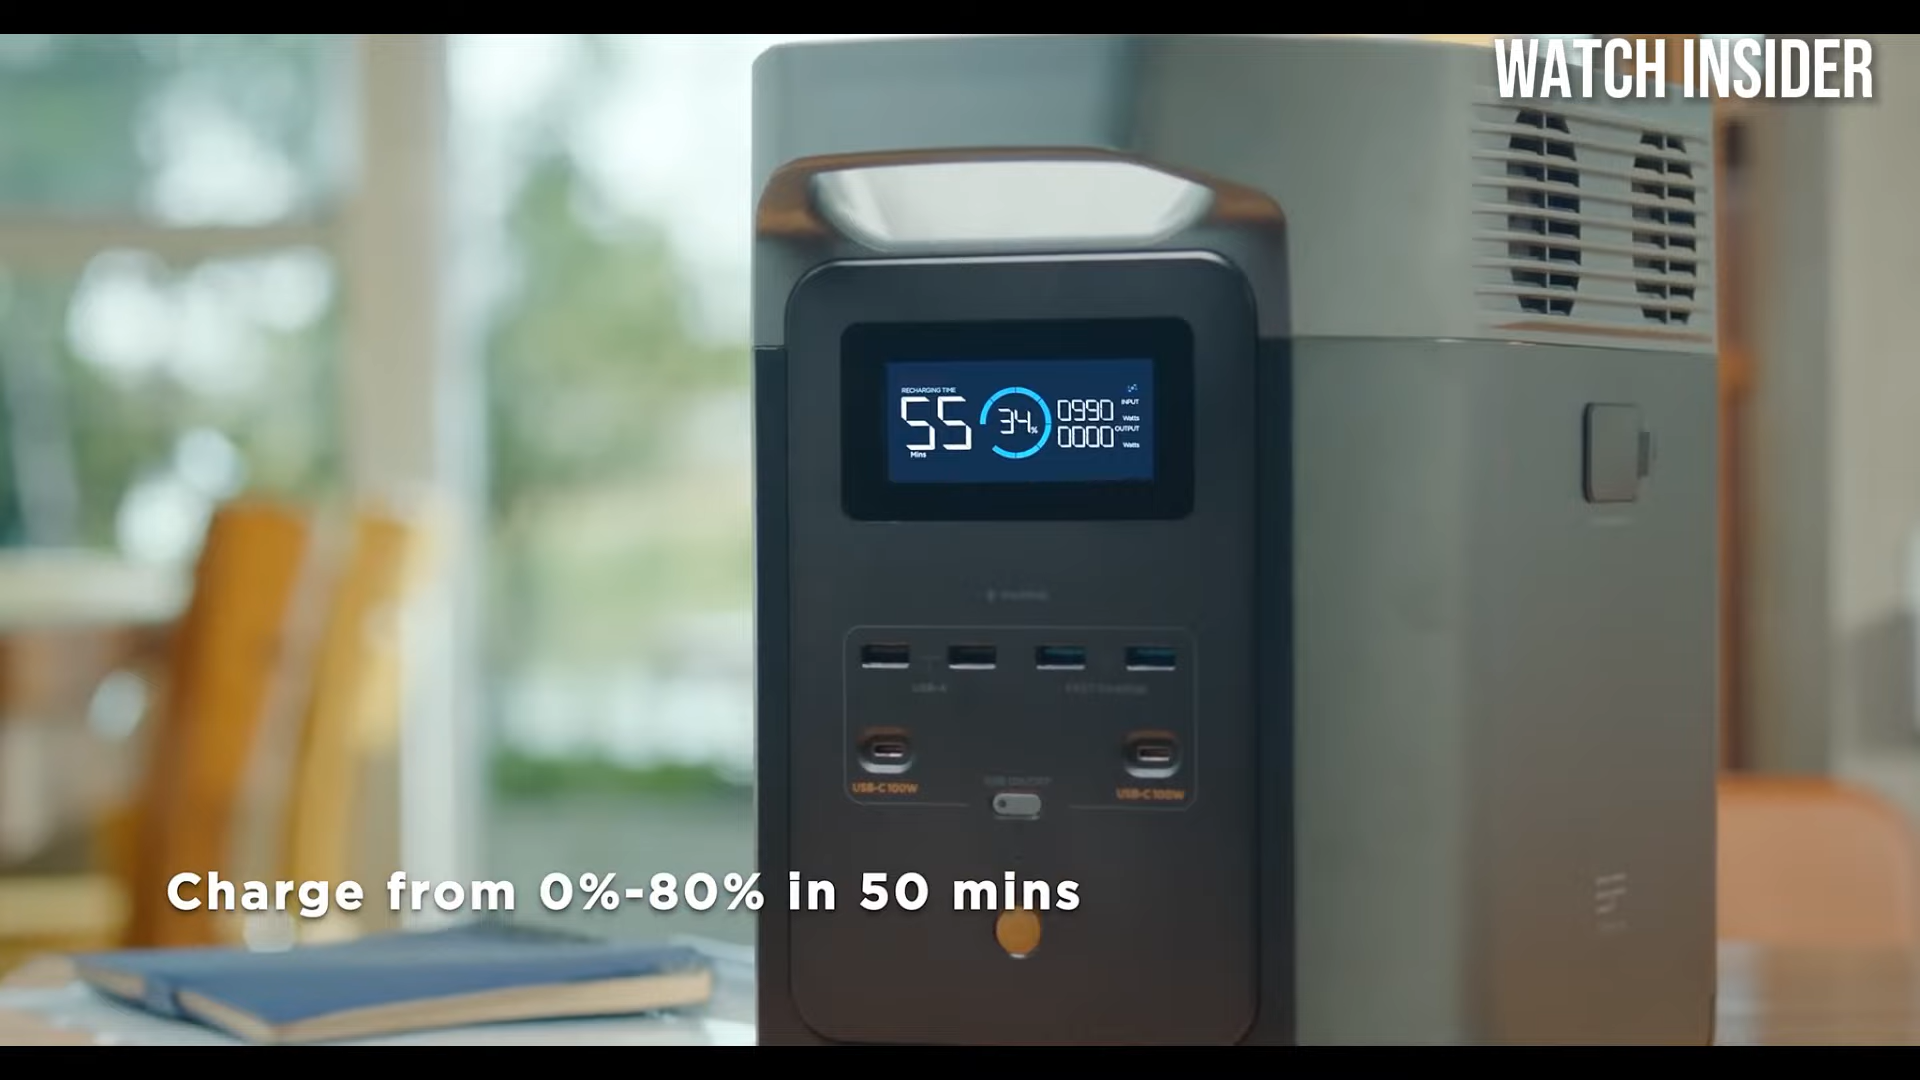 WATCH INSIDER
RECHARGING TIME
55
Mins
34%
0990
INPUT
Watts
0000
OUTPUT
Watts
USB-A
USB-C 100W
USB-C 100W
Charge from 0%-80% in 50 mins